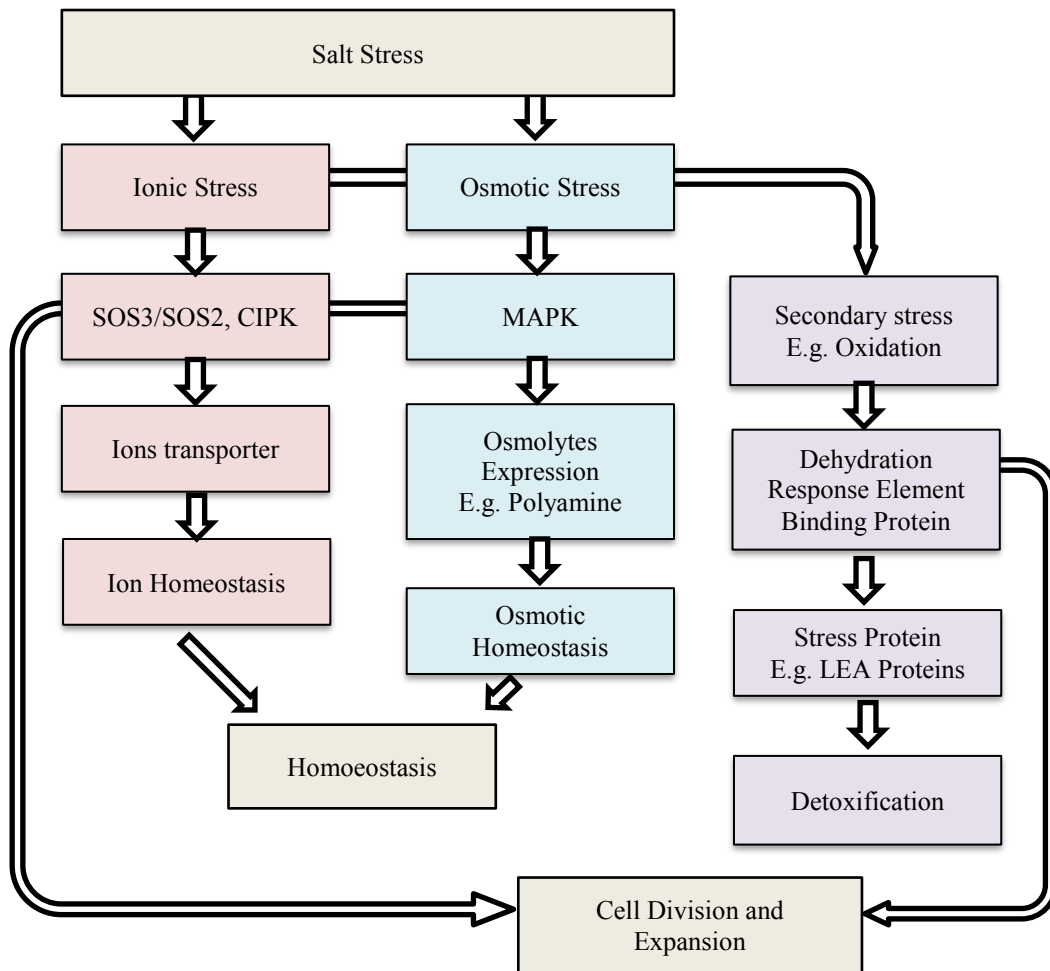 Salt Stress
Ionic Stress
Osmotic Stress
SOS3/SOS2, CIPK
MAPK
Secondary stress
E.g. Oxidation
Ions transporter
Osmolytes
Expression
E.g. Polyamine
Dehydration
Response Element
Binding Protein
Ion Homeostasis
Osmotic
Homeostasis
Stress Protein
E.g. LEA Proteins
Homoeostasis
Detoxification
Cell Division and
Expansion